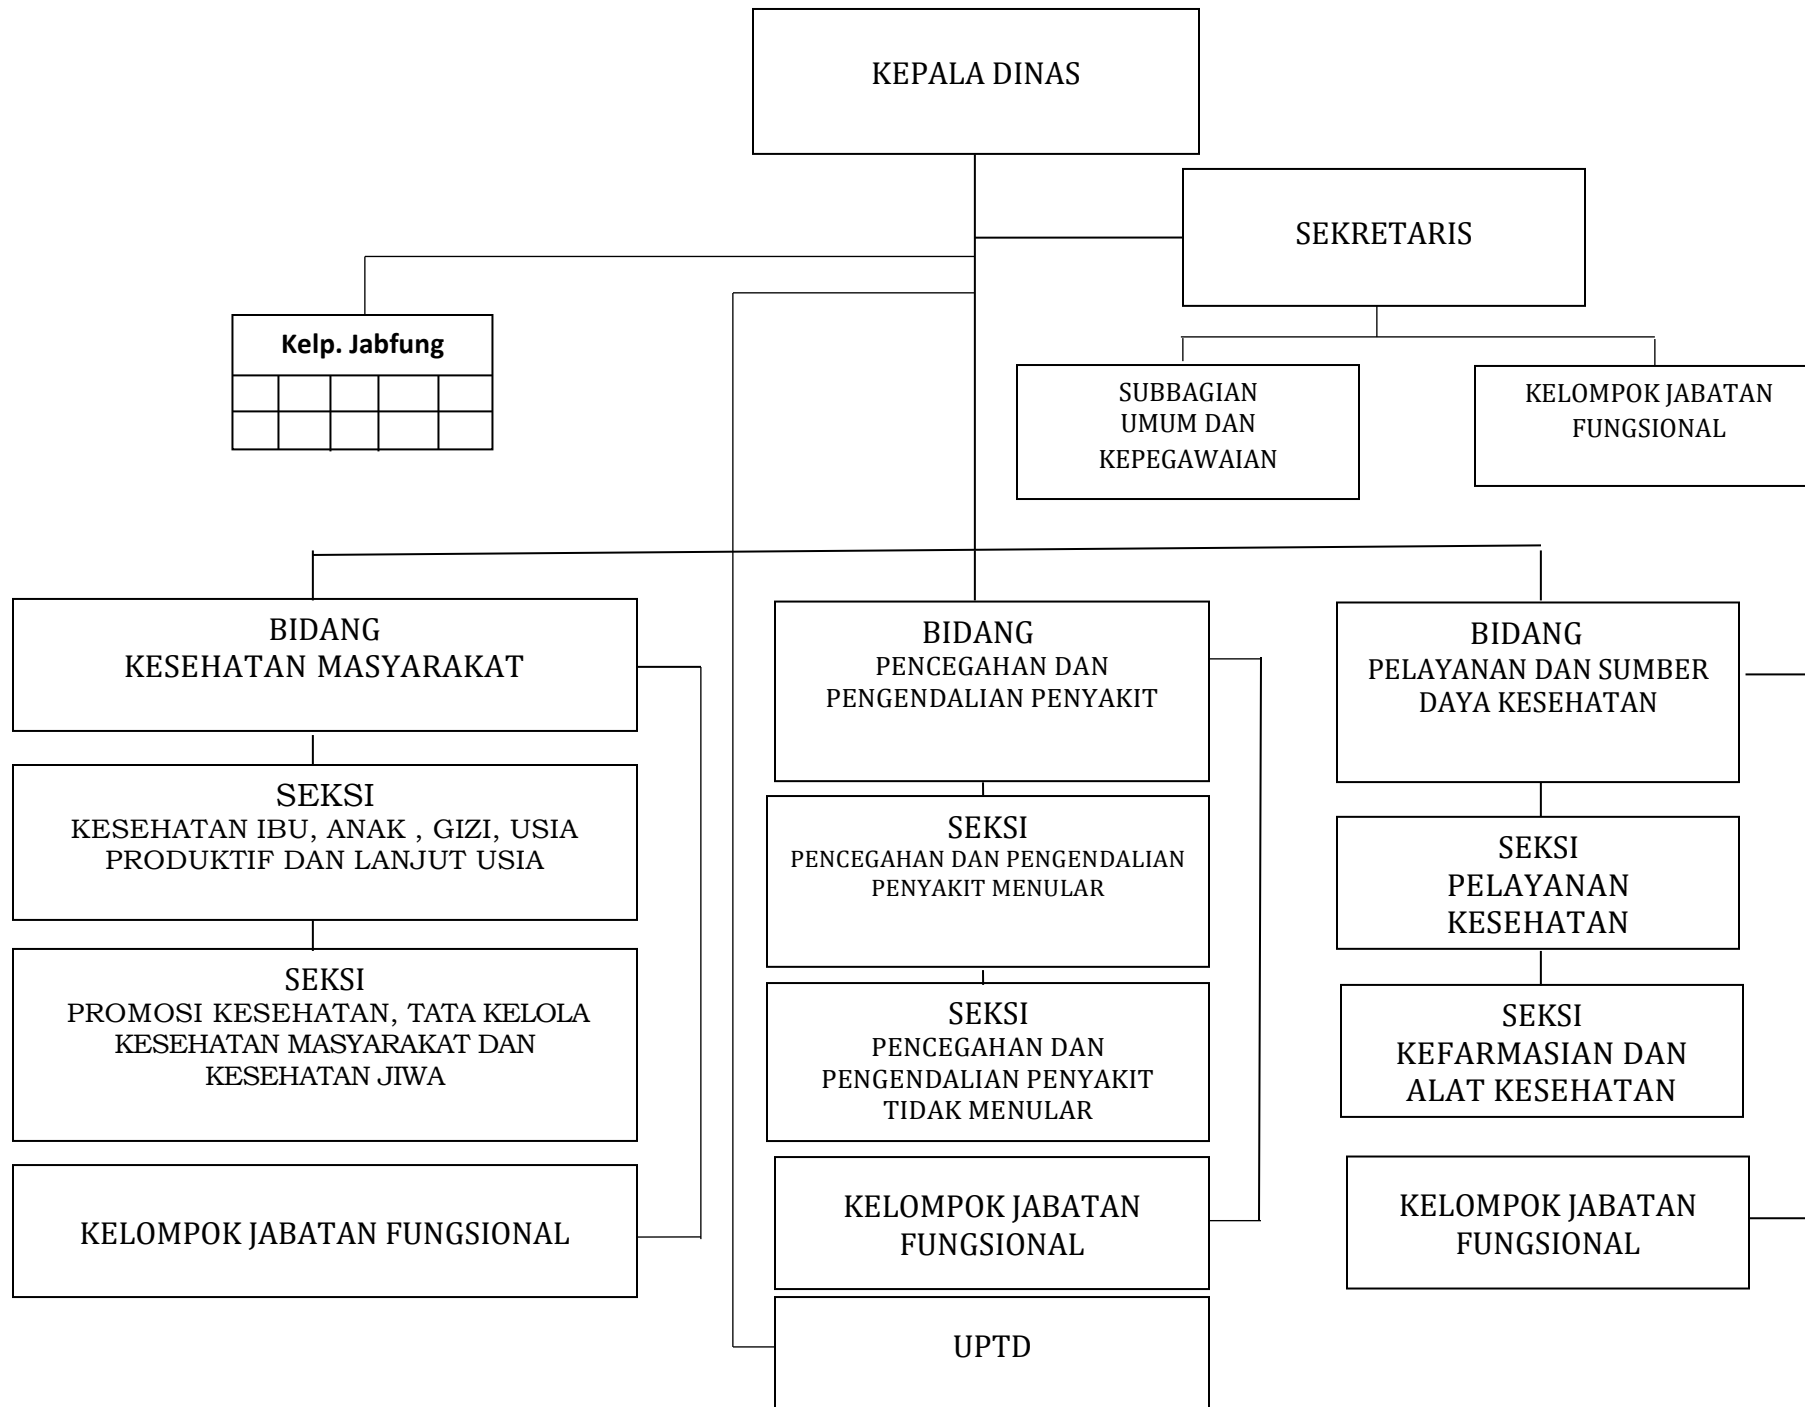 KEPALA DINAS
SEKRETARIS
Kelp. Jabfung
SUBBAGIAN
UMUM DAN
KEPEGAWAIAN
KELOMPOK JABATAN
FUNGSIONAL
BIDANG
KESEHATAN MASYARAKAT
SEKSI
KESEHATAN IBU, ANAK , GIZI, USIA
PRODUKTIF DAN LANJUT USIA
SEKSI
PROMOSI KESEHATAN, TATA KELOLA
KESEHATAN MASYARAKAT DAN
KESEHATAN JIWA
KELOMPOK JABATAN FUNGSIONAL
BIDANG
PENCEGAHAN DAN
PENGENDALIAN PENYAKIT
SEKSI
PENCEGAHAN DAN PENGENDALIAN
PENYAKIT MENULAR
SEKSI
PENCEGAHAN DAN
PENGENDALIAN PENYAKIT
TIDAK MENULAR
KELOMPOK JABATAN
FUNGSIONAL
UPTD
BIDANG
PELAYANAN DAN SUMBER
DAYA KESEHATAN
SEKSI
PELAYANAN
KESEHATAN
SEKSI
KEFARMASIAN DAN
ALAT KESEHATAN
KELOMPOK JABATAN
FUNGSIONAL